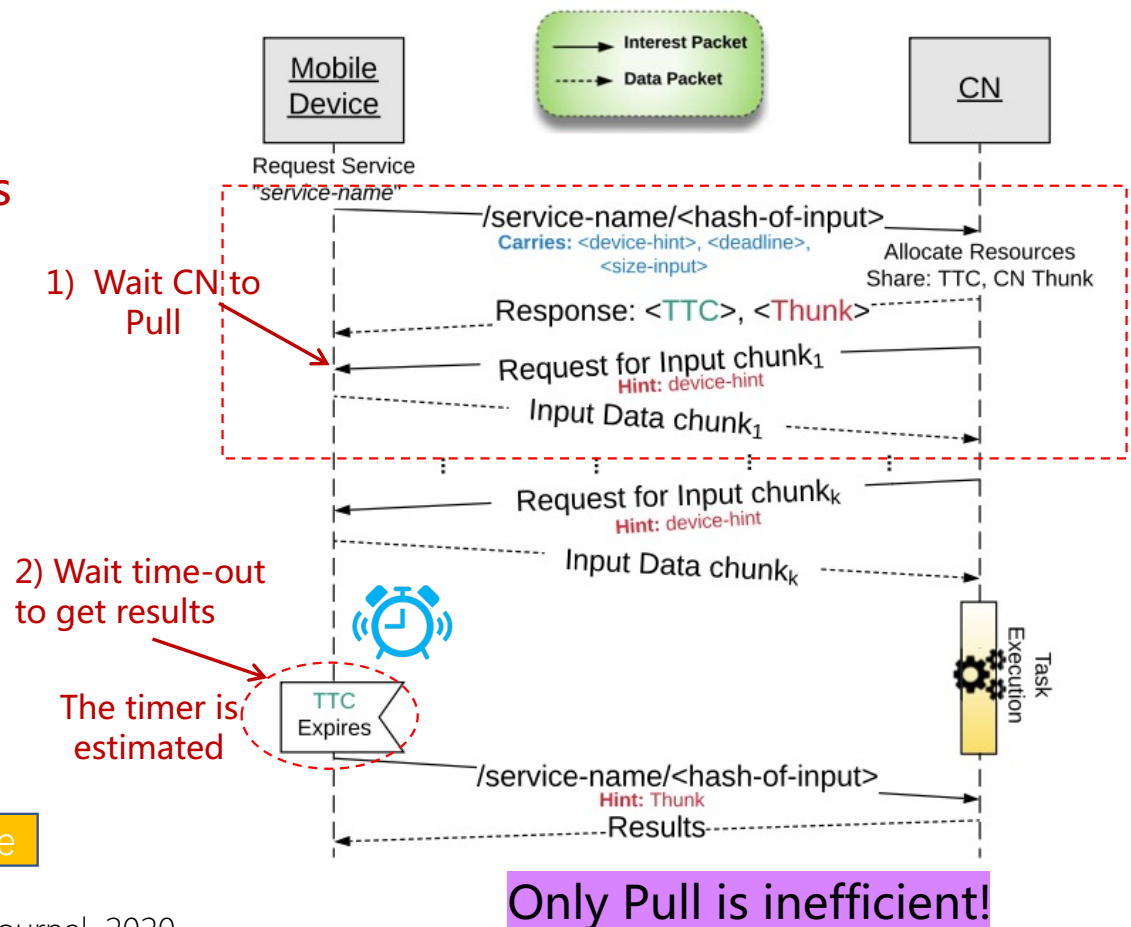 Interest Packet
Data Packet
Mobile
Device
CN
Request Service
"service-name"
s
/service-name/<hash-of-input>
Carries: <device-hint>, <deadline>,
<size-input>
Allocate Resources
Share: TTC, CN Thunk
1) Wait CN to
Pull
Response: <TTC>, <Thunk>
Request for Input chunk1
Hint: device-hint
Input Data chunk1
Request for Input chunkk
Hint: device-hint
Input Data chunkk
2) Wait time-out
to get results
Task
Execution
The timer is
estimated
TTC
Expires
/service-name/<hash-of-input>
Hint: Thunk
Results
e
Only Pull is inefficient!
ournal, 2020